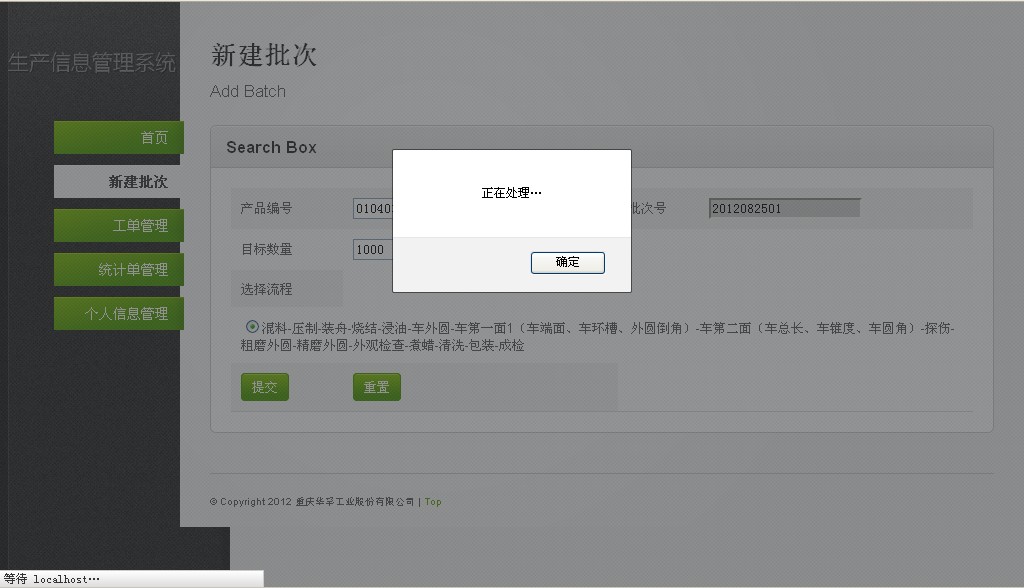 生产信息管理系统
新建批次
Add Batch
首页
新建批次
工单管理
统计单管理
个人信息管理
Search Box
正在处理…
确定
产品编号
批次号
2012082501
目标数量
1000
选择流程
混料-压制-装舟-烧结-浸油-车外圆-车第一面1（车端面、车环槽、外圆倒角）-车第二面（车总长、车锥度、车圆角）-探伤-
粗磨外圆-精磨外圆-外观检查-煮蜡-清洗-包装-成检
提交
重置
© Copyright 2012 重庆华孚工业股份有限公司 | Top
等待 localhost…